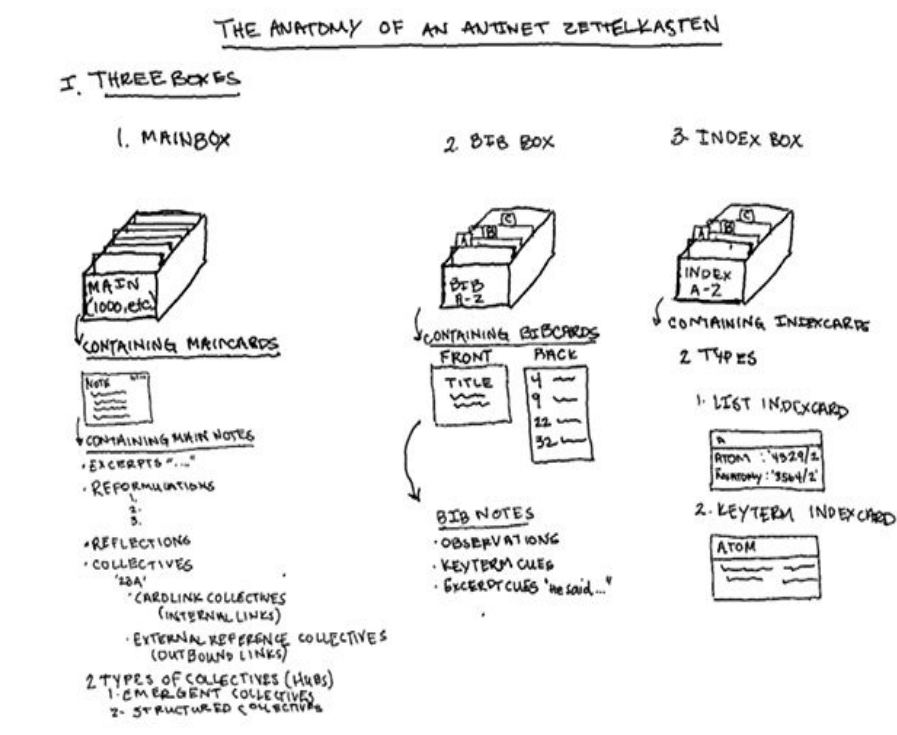 THE ANATOMY OF AN ANTINET ZETTELKASTEN
I. THREE BOXES
1. MAINBOX
MAIN
(1000, etc.)
CONTAINING MAINCARDS
NOTE
CONTAINING MAIN NOTES
· EXCERPTS "..."
· REFORMULATIONS
1.
2.
3.
· REFLECTIONS
· COLLECTIVES
· CARDLINK COLLECTIVES
(INTERNAL LINKS)
· EXTERNAL REFERENCE COLLECTIVES
(OUTBOUND LINKS)
2 TYPES OF COLLECTIVES (HUBS)
1. EMERGENT COLLECTIVES
2. STRUCTURED COLLECTIVES
2. BIB BOX
A
B
C
BIB
A-Z
CONTAINING BIBCARDS
FRONT
TITLE
BACK
4
9
22
32
BIB NOTES
· OBSERVATIONS
· KEYTERM CUES
· EXCERPT CUES "He said..."
3. INDEX BOX
A
B
C
INDEX
A-Z
CONTAINING INDEXCARDS
2 TYPES
1. LIST INDEXCARD
A
ATOM : '4329/2'
ANATOMY : '3564/2'
2. KEYTERM INDEXCARD
ATOM